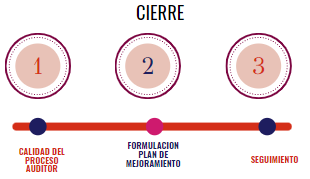 CIERRE
1
2
3
CALIDAD DEL
PROCESO
AUDITOR
FORMULACION
PLAN DE
MEJORAMIENTO
SEGUIMIENTO